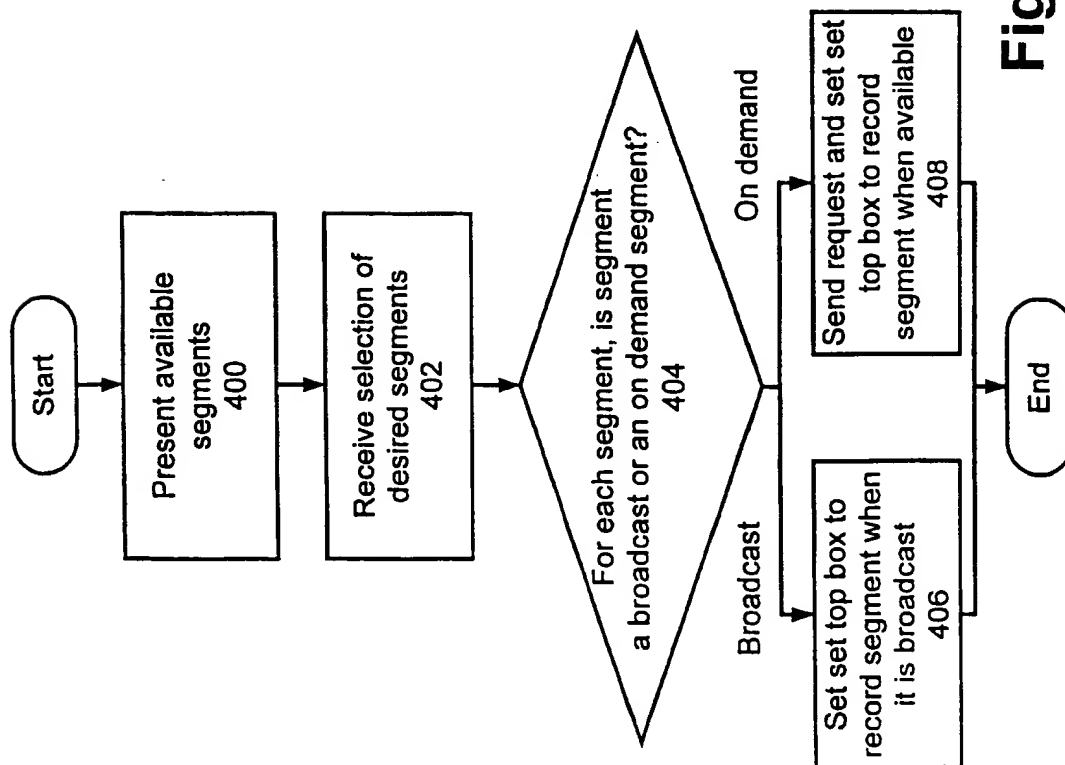 Start
Present available
segments
400
Receive selection of
desired segments
402
For each segment, is segment
a broadcast or an on demand segment?
404
Broadcast
On demand
Set set top box to
record segment when
it is broadcast
406
Send request and set set
top box to record
segment when available
408
End
Fig